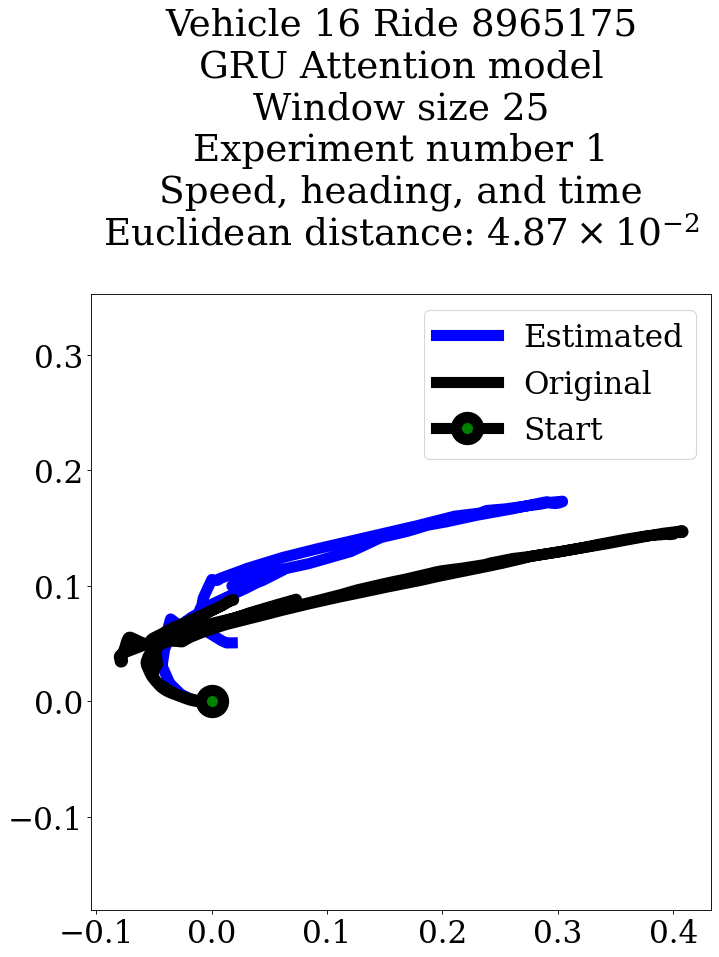 Vehicle 16 Ride 8965175
GRU Attention model
Window size 25
Experiment number 1
Speed, heading, and time
Euclidean distance: 4.87 × 10⁻²
Estimated
Original
Start
0.3
0.2
0.1
0.0
−0.1
−0.1 0.0 0.1 0.2 0.3 0.4